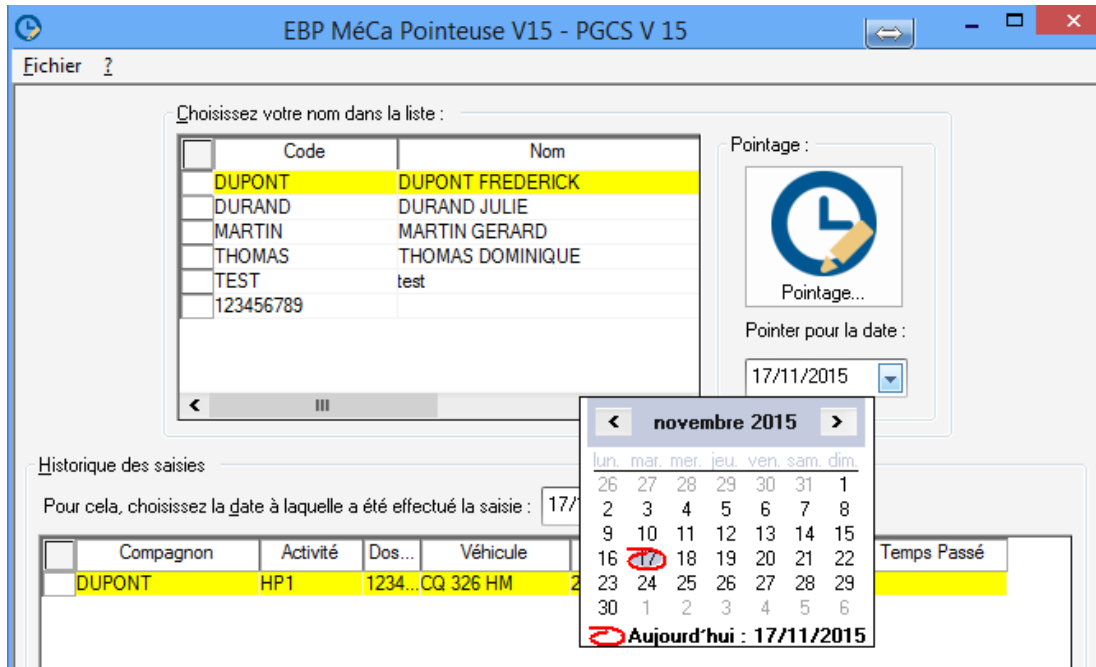 EBP MéCa Pointeuse V15 - PGCS V 15
Fichier ?
Choisissez votre nom dans la liste :
Code Nom
DUPONT DUPONT FREDERICK
DURAND DURAND JULIE
MARTIN MARTIN GERARD
THOMAS THOMAS DOMINIQUE
TEST test
123456789
Pointage :
Pointage...
Pointer pour la date :
17/11/2015
novembre 2015
lun. mar. mer. jeu. ven. sam. dim.
26 27 28 29 30 31 1
2 3 4 5 6 7 8
9 10 11 12 13 14 15
16 17 18 19 20 21 22
23 24 25 26 27 28 29
30 1 2 3 4 5 6
Aujourd'hui : 17/11/2015
Historique des saisies
Pour cela, choisissez la date à laquelle a été effectué la saisie : 17/
Compagnon Activité Dos... Véhicule Temps Passé
DUPONT HP1 1234... CQ 326 HM 2